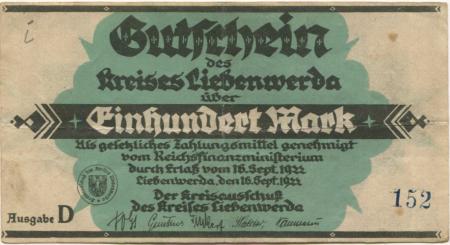 Gutschein
des
Kreises Liebenwerda
über
Einhundert Mark
Als gesetzliches Zahlungsmittel genehmigt
vom Reichsfinanzministerium
durch Erlaß vom 16. Sept. 1922
Liebenwerda, den 16. Sept. 1922
Der Kreisausschuß
des Kreises Liebenwerda
152
Ausgabe D